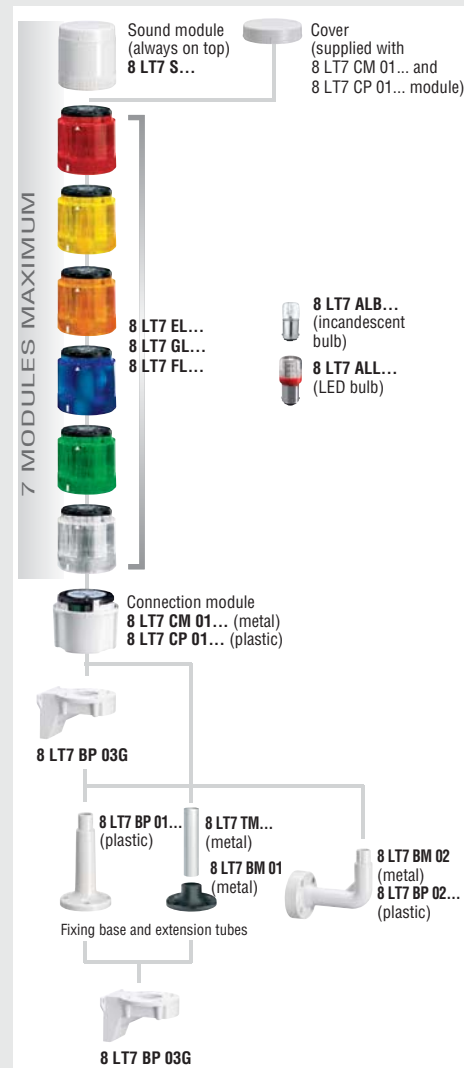 Sound module
(always on top)
8 LT7 S...
Cover
(supplied with
8 LT7 CM 01... and
8 LT7 CP 01... module)
7 MODULES MAXIMUM
8 LT7 EL...
8 LT7 GL...
8 LT7 FL...
8 LT7 ALB...
(incandescent
bulb)
8 LT7 ALL...
(LED bulb)
Connection module
8 LT7 CM 01... (metal)
8 LT7 CP 01... (plastic)
8 LT7 BP 03G
8 LT7 BP 01...
(plastic)
8 LT7 TM...
(metal)
8 LT7 BM 01
(metal)
8 LT7 BM 02
(metal)
8 LT7 BP 02...
(plastic)
Fixing base and extension tubes
8 LT7 BP 03G